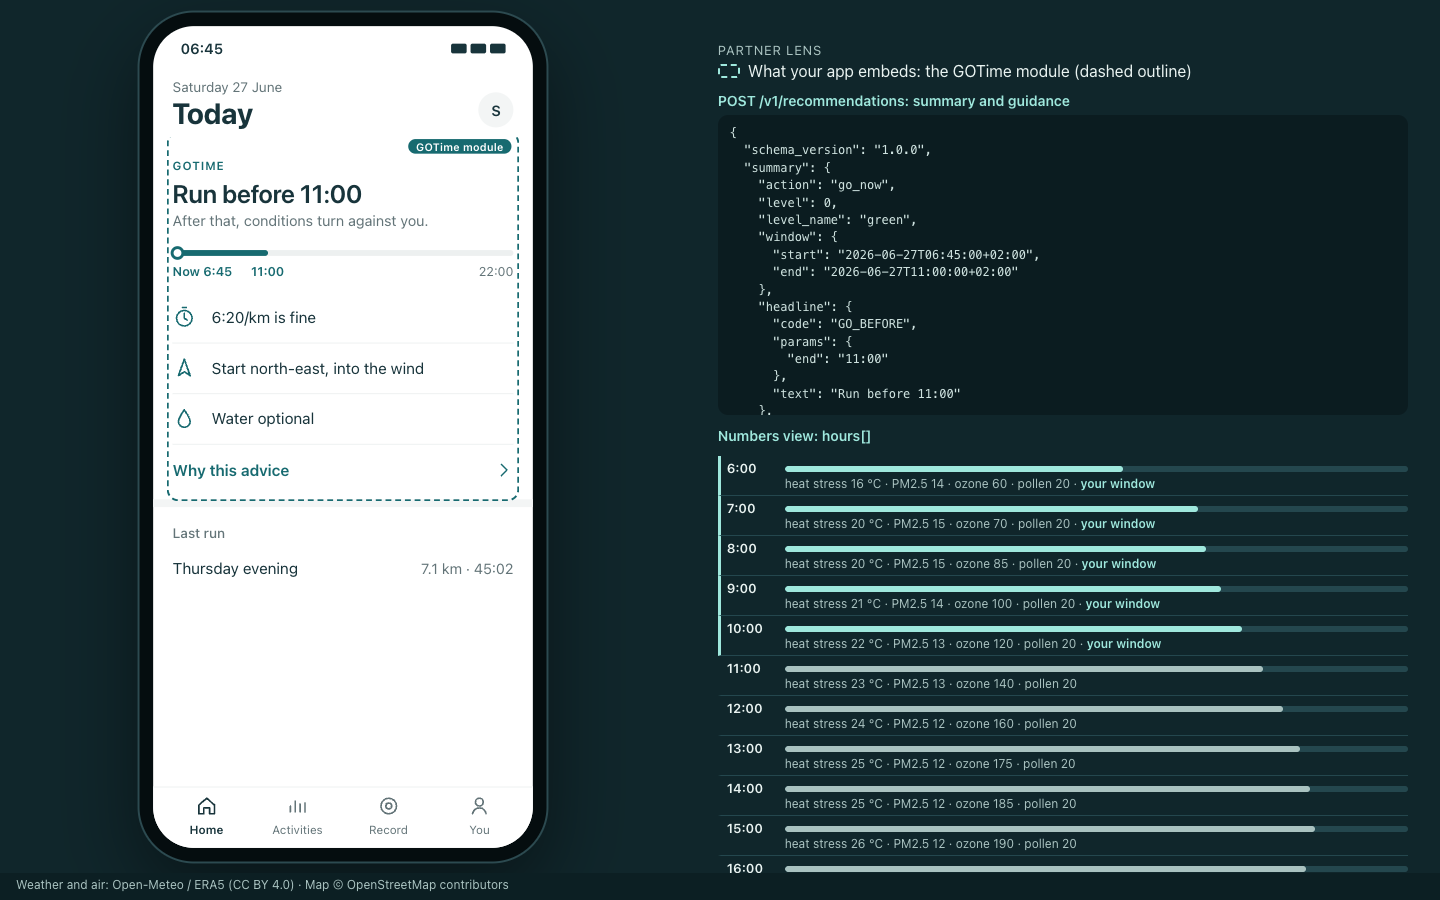 06:45
Saturday 27 June
Today
S
GOTime module
GOTIME
Run before 11:00
After that, conditions turn against you.
Now 6:45 11:00 22:00
6:20/km is fine
Start north-east, into the wind
Water optional
Why this advice
Last run
Thursday evening 7.1 km · 45:02
Home Activities Record You
PARTNER LENS
What your app embeds: the GOTime module (dashed outline)
POST /v1/recommendations: summary and guidance
{
"schema_version": "1.0.0",
"summary": {
"action": "go_now",
"level": 0,
"level_name": "green",
"window": {
"start": "2026-06-27T06:45:00+02:00",
"end": "2026-06-27T11:00:00+02:00"
},
"headline": {
"code": "GO_BEFORE",
"params": {
"end": "11:00"
},
"text": "Run before 11:00"
},
Numbers view: hours[]
6:00
heat stress 16 °C · PM2.5 14 · ozone 60 · pollen 20 · your window
7:00
heat stress 20 °C · PM2.5 15 · ozone 70 · pollen 20 · your window
8:00
heat stress 20 °C · PM2.5 15 · ozone 85 · pollen 20 · your window
9:00
heat stress 21 °C · PM2.5 14 · ozone 100 · pollen 20 · your window
10:00
heat stress 22 °C · PM2.5 13 · ozone 120 · pollen 20 · your window
11:00
heat stress 23 °C · PM2.5 13 · ozone 140 · pollen 20
12:00
heat stress 24 °C · PM2.5 12 · ozone 160 · pollen 20
13:00
heat stress 25 °C · PM2.5 12 · ozone 175 · pollen 20
14:00
heat stress 25 °C · PM2.5 12 · ozone 185 · pollen 20
15:00
heat stress 26 °C · PM2.5 12 · ozone 190 · pollen 20
16:00
Weather and air: Open-Meteo / ERA5 (CC BY 4.0) · Map © OpenStreetMap contributors